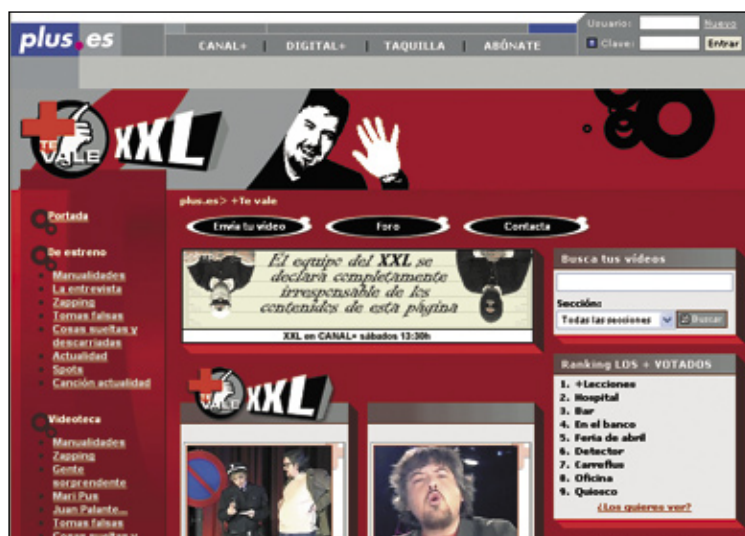 plus.es
CANAL+ | DIGITAL+ | TAQUILLA | ABÓNATE
Usuario:
Nuevo
Clave:
Entrar
TE VALE XXL
plus.es> +Te vale
Envía tu vídeo
Foro
Contacta
Portada
De estreno
Manualidades
La entrevista
Zapping
Tomas falsas
Cosas sueltas y
descarriadas
Actualidad
Spots
Canción actualidad
Videoteca
Manualidades
Zapping
Gente
sorprendente
Mari Pus
Juan Palante...
Tomas falsas
Cosas sueltas y
El equipo del XXL se
declara completamente
irresponsable de los
contenidos de esta página
XXL en CANAL+ sábados 13:30h
TE VALE XXL
Busca tus vídeos
Sección:
Todas las secciones
Buscar
Ranking LOS + VOTADOS
1. +Lecciones
2. Hospital
3. Bar
4. En el banco
5. Feria de abril
6. Detector
7. Carreflus
8. Oficina
9. Quiosco
¿Los quieres ver?